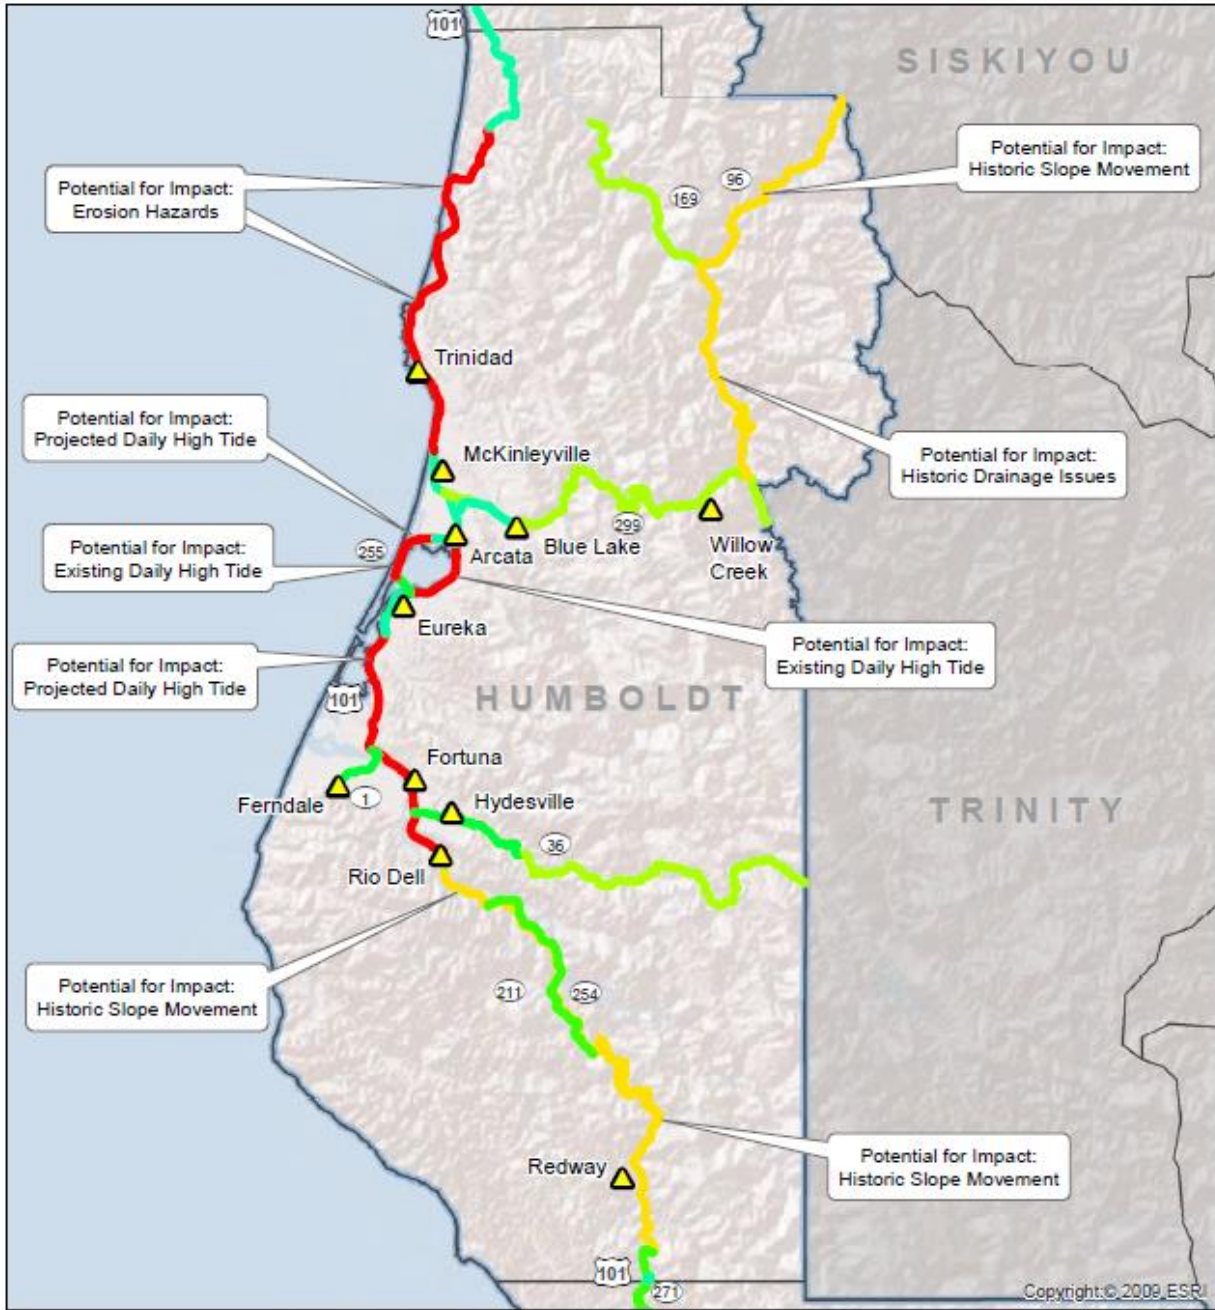 101
SISKIYOU
Potential for Impact:
Historic Slope Movement
96
169
Potential for Impact:
Erosion Hazards
Trinidad
Potential for Impact:
Projected Daily High Tide
McKinleyville
Potential for Impact:
Historic Drainage Issues
299
255
Arcata
Blue Lake
Willow
Creek
Potential for Impact:
Existing Daily High Tide
Eureka
Potential for Impact:
Existing Daily High Tide
Potential for Impact:
Projected Daily High Tide
101
HUMBOLDT
Fortuna
Ferndale
1
Hydesville
TRINITY
36
Rio Dell
Potential for Impact:
Historic Slope Movement
211
254
Redway
Potential for Impact:
Historic Slope Movement
101
271
Copyright:© 2009 ESRI